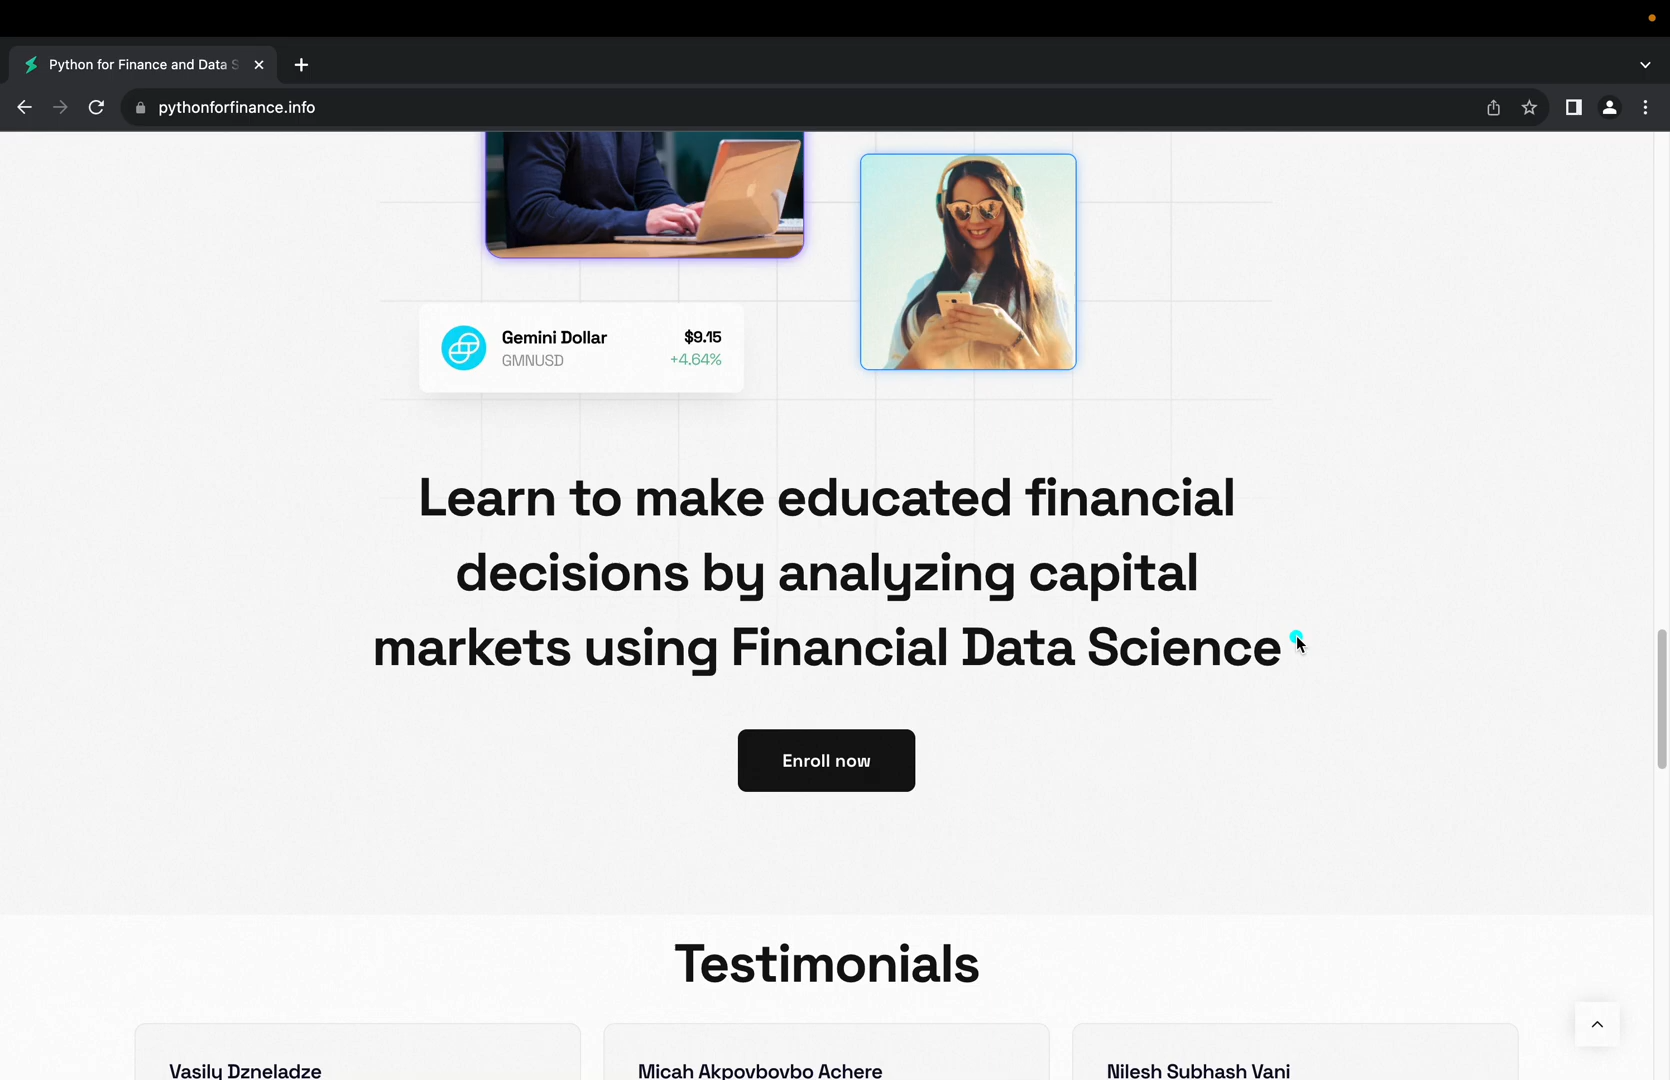 Python for Finance and Data S
pythonforfinance.info
Gemini Dollar
$9.15
GMNUSD
+4.64%
Learn to make educated financial
decisions by analyzing capital
markets using Financial Data Science
Enroll now
Testimonials
Vasily Dzneladze
Micah Akpovbovbo Achere
Nilesh Subhash Vani